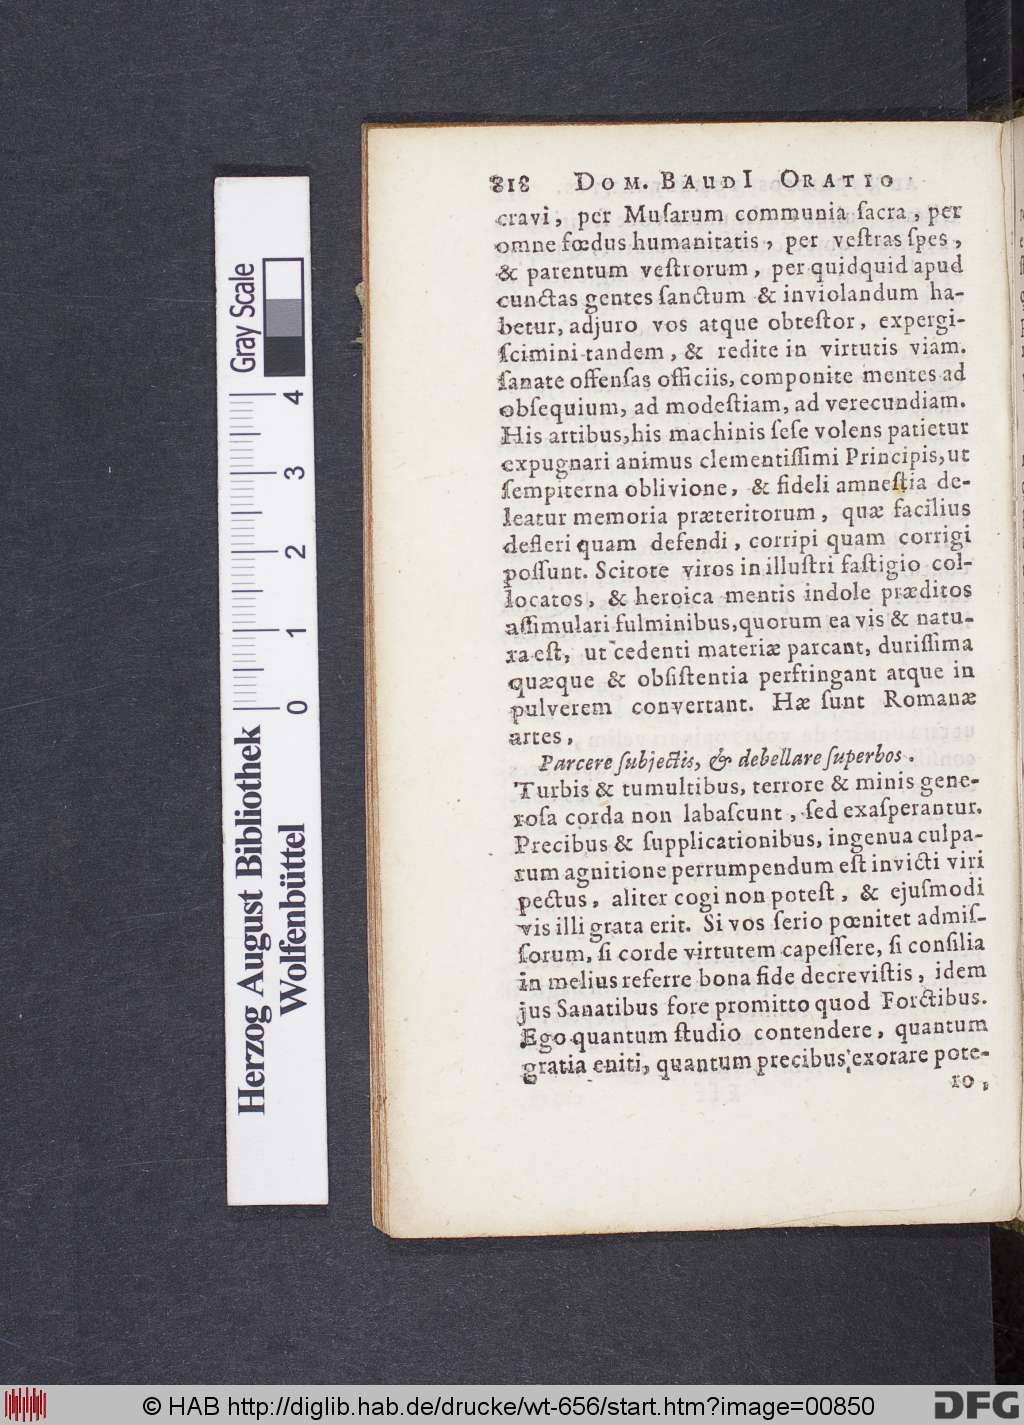 818 DOM. BAUDI ORATIO
cravi, per Muſarum communia ſacra, per
omne fœdus humanitatis, per veſtras ſpes,
& parentum veſtrorum, per quidquid apud
cunctas gentes ſanctum & inviolandum ha-
betur, adjuro vos atque obteſtor, expergi-
ſcimini tandem, & redite in virtutis viam.
ſanate offenſas officiis, componite mentes ad
obſequium, ad modeſtiam, ad verecundiam.
His artibus, his machinis ſeſe volens patietur
expugnari animus clementiſſimi Principis, ut
ſempiterna oblivione, & fideli amneſtia de-
leatur memoria præteritorum, quæ facilius
defleri quam defendi, corripi quam corrigi
poſſunt. Scitote viros in illuſtri faſtigio col-
locatos, & heroica mentis indole præditos
aſſimulari fulminibus, quorum ea vis & natu-
ra eſt, ut cedenti materiæ parcant, duriſſima
quæque & obſiſtentia perfringant atque in
pulverem convertant. Hæ ſunt Romanæ
artes,
Parcere ſubjectis, & debellare ſuperbos.
Turbis & tumultibus, terrore & minis gene-
roſa corda non labaſcunt, ſed exaſperantur.
Precibus & ſupplicationibus, ingenua culpa-
rum agnitione perrumpendum eſt invicti viri
pectus, aliter cogi non poteſt, & ejuſmodi
vis illi grata erit. Si vos ſerio pœnitet admiſ-
ſorum, ſi corde virtutem capeſſere, ſi conſilia
in melius referre bona fide decreviſtis, idem
jus Sanatibus fore promitto quod Forctibus.
Ego quantum ſtudio contendere, quantum
gratia eniti, quantum precibus exorare pote-
ro,
Gray Scale
4
3
2
1
0
Herzog August Bibliothek
Wolfenbüttel
© HAB http://diglib.hab.de/drucke/wt-656/start.htm?image=00850
DFG